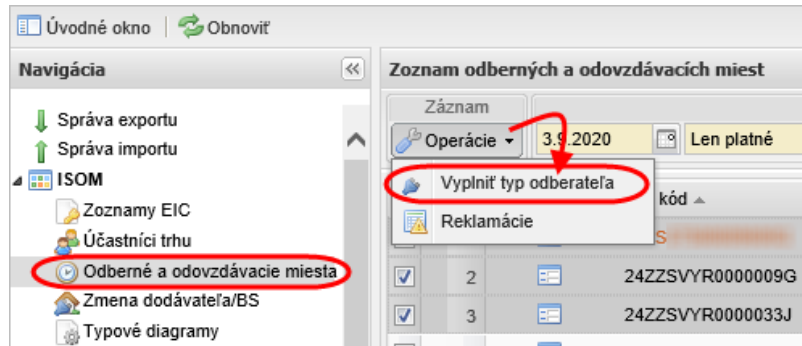 Úvodné okno Obnoviť
Navigácia
Správa exportu
Správa importu
ISOM
Zoznamy EIC
Účastníci trhu
Odberné a odovzdávacie miesta
Zmena dodávateľa/BS
Typové diagramy
Zoznam odberných a odovzdávacích miest
Záznam
Operácie 3.9.2020 Len platné
Vyplniť typ odberateľa
Reklamácie
kód
2 24ZZSVYR0000009G
3 24ZZSVYR0000033J